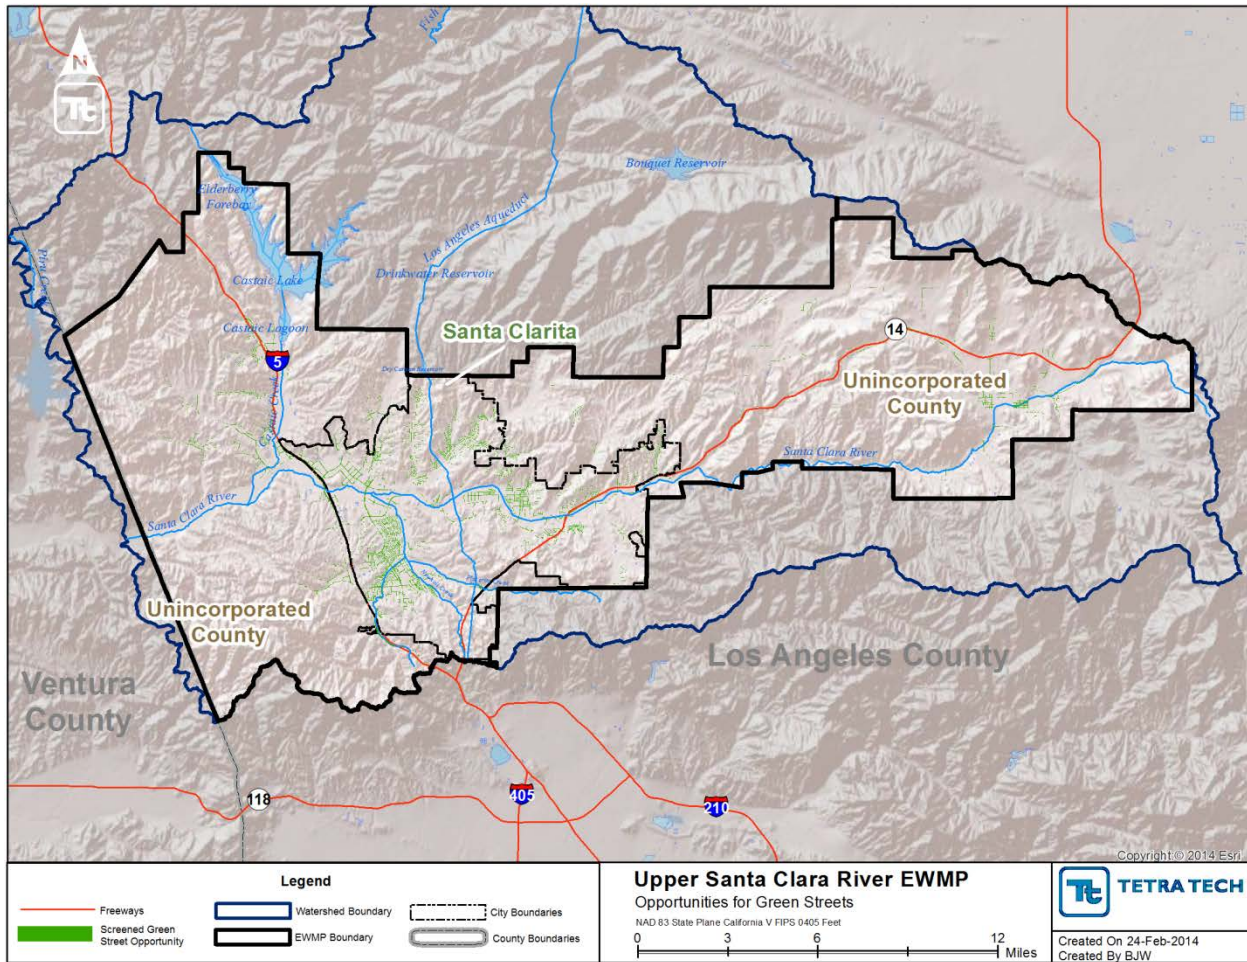 N
Tt
Fish
Bouquet Reservoir
Elderberry
Forebay
Los Angeles Aqueduct
Drinkwater Reservoir
Castaic Lake
Castaic Lagoon
Santa Clarita
5
14
Unincorporated
County
Castaic Creek
Santa Clara River
Santa Clara River
Unincorporated
County
Los Angeles County
Ventura
County
118
405
210
Copyright:© 2014 Esri
Legend
Freeways
Screened Green
Street Opportunity
Watershed Boundary
EWMP Boundary
City Boundaries
County Boundaries
Upper Santa Clara River EWMP
Opportunities for Green Streets
NAD 83 State Plane California V FIPS 0405 Feet
0 3 6 12
Miles
Tt TETRA TECH
Created On 24-Feb-2014
Created By BJW